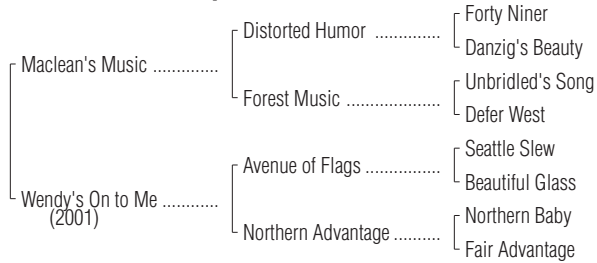 Forty Niner
Distorted Humor ..............
Danzig's Beauty
Maclean's Music ..............
Unbridled's Song
Forest Music ....................
Defer West
Seattle Slew
Avenue of Flags ................
Beautiful Glass
Wendy's On to Me ............
(2001)
Northern Baby
Northern Advantage ..........
Fair Advantage